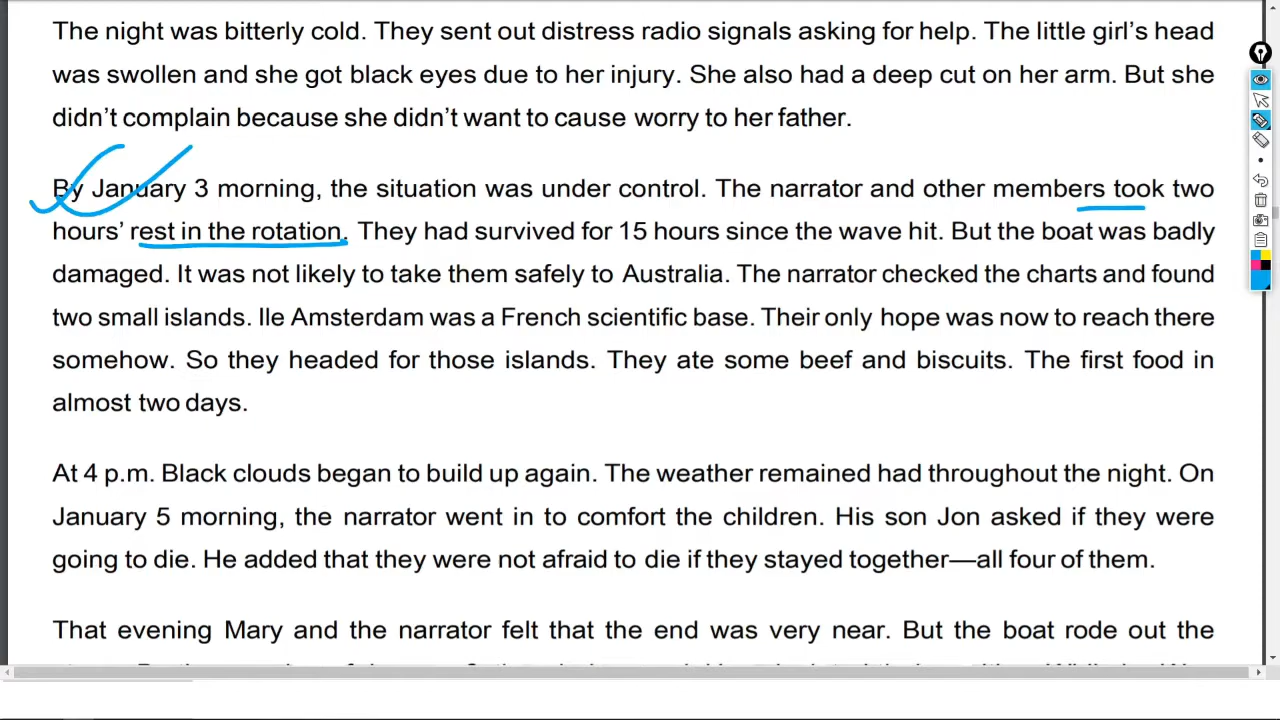 The night was bitterly cold. They sent out distress radio signals asking for help. The little girl’s head
was swollen and she got black eyes due to her injury. She also had a deep cut on her arm. But she
didn’t complain because she didn’t want to cause worry to her father.
By January 3 morning, the situation was under control. The narrator and other members took two
hours’ rest in the rotation. They had survived for 15 hours since the wave hit. But the boat was badly
damaged. It was not likely to take them safely to Australia. The narrator checked the charts and found
two small islands. Ile Amsterdam was a French scientific base. Their only hope was now to reach there
somehow. So they headed for those islands. They ate some beef and biscuits. The first food in
almost two days.
At 4 p.m. Black clouds began to build up again. The weather remained had throughout the night. On
January 5 morning, the narrator went in to comfort the children. His son Jon asked if they were
going to die. He added that they were not afraid to die if they stayed together—all four of them.
That evening Mary and the narrator felt that the end was very near. But the boat rode out the